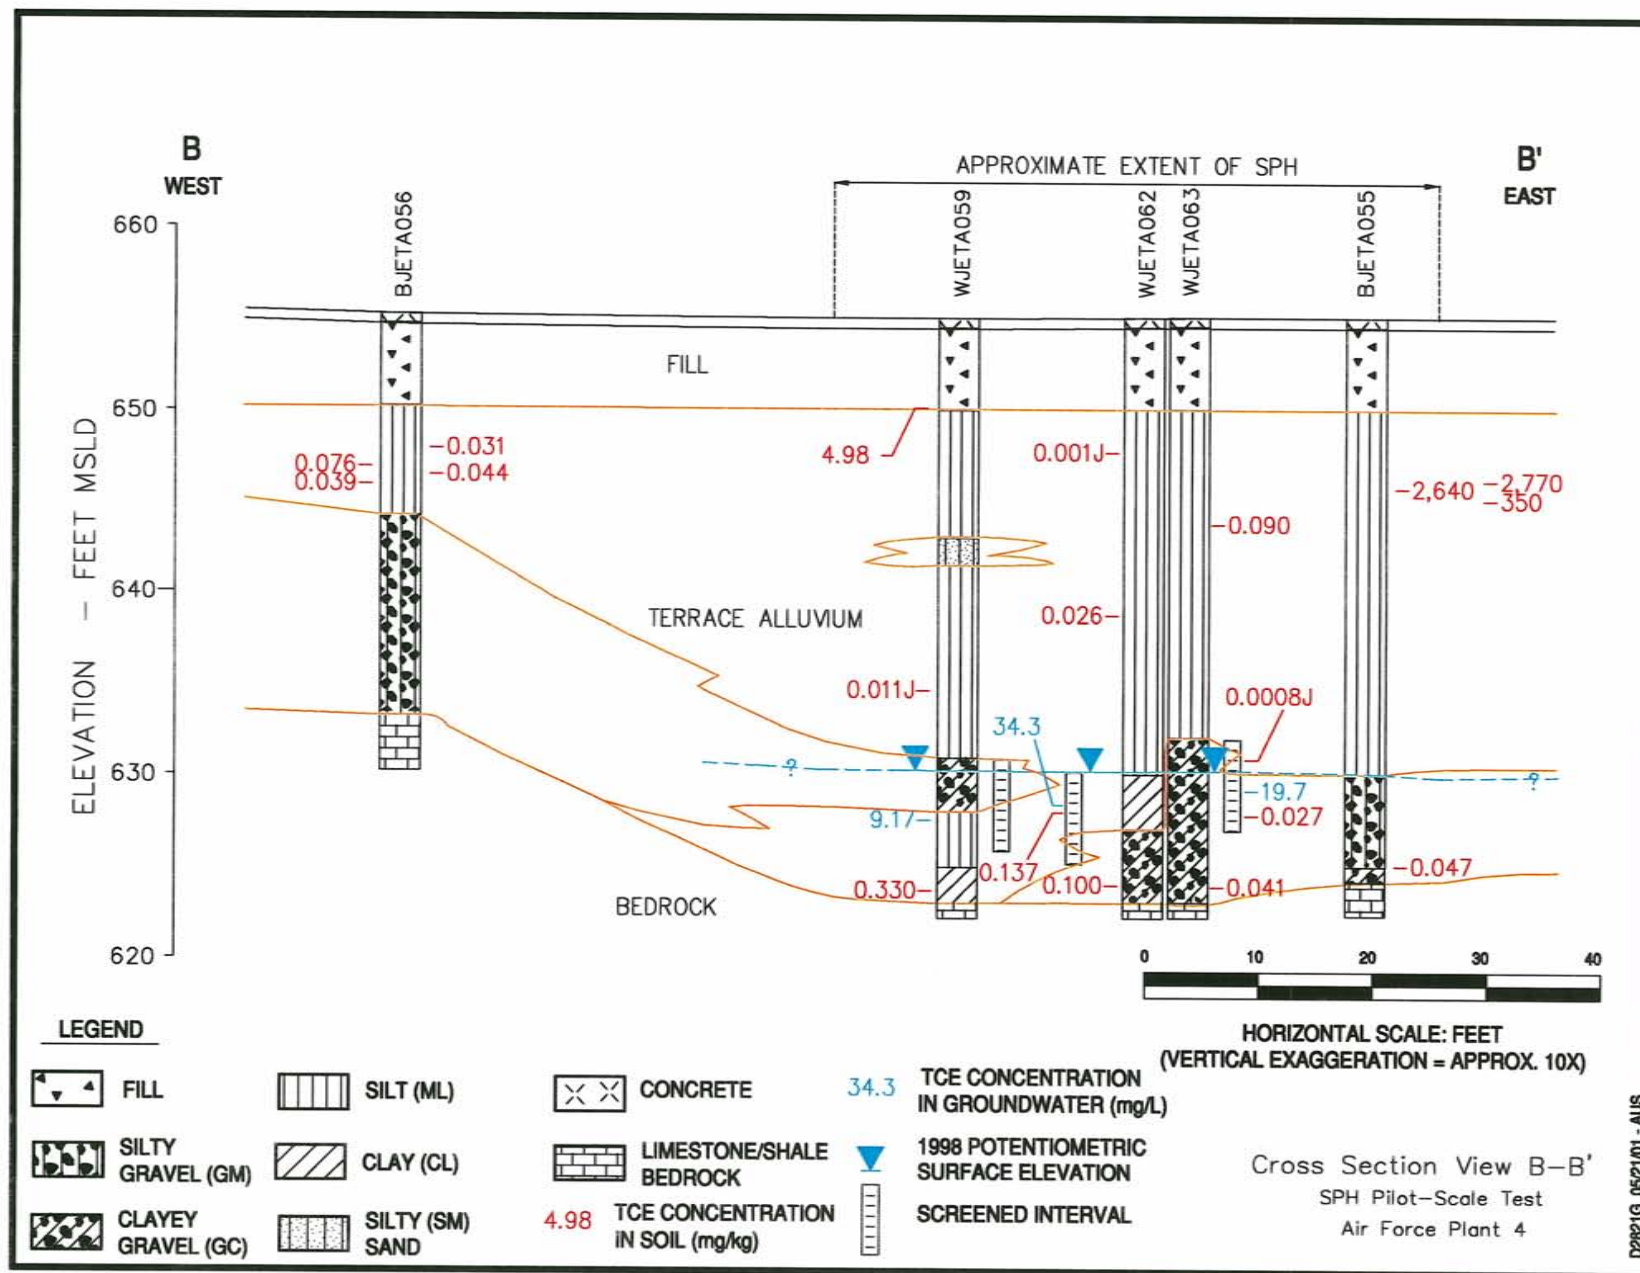 B
WEST
APPROXIMATE EXTENT OF SPH
B'
EAST
BJETA056
WJETA059
WJETA062
WJETA063
BJETA055
660
650
640
630
620
ELEVATION - FEET MSLD
FILL
0.076
0.039
-0.031
-0.044
4.98
0.001J
-0.090
-2,640
-2,770
-350
TERRACE ALLUVIUM
0.026
0.011J
34.3
0.0008J
?
?
9.17
-19.7
-0.027
0.330
0.137
0.100
-0.041
-0.047
BEDROCK
0 10 20 30 40
HORIZONTAL SCALE: FEET
(VERTICAL EXAGGERATION = APPROX. 10X)
LEGEND
FILL
SILTY
GRAVEL (GM)
CLAYEY
GRAVEL (GC)
SILT (ML)
CLAY (CL)
SILTY (SM)
SAND
CONCRETE
LIMESTONE/SHALE
BEDROCK
4.98 TCE CONCENTRATION
IN SOIL (mg/kg)
34.3 TCE CONCENTRATION
IN GROUNDWATER (mg/L)
1998 POTENTIOMETRIC
SURFACE ELEVATION
SCREENED INTERVAL
Cross Section View B-B'
SPH Pilot-Scale Test
Air Force Plant 4
D2821G 05/21/01 - AUS